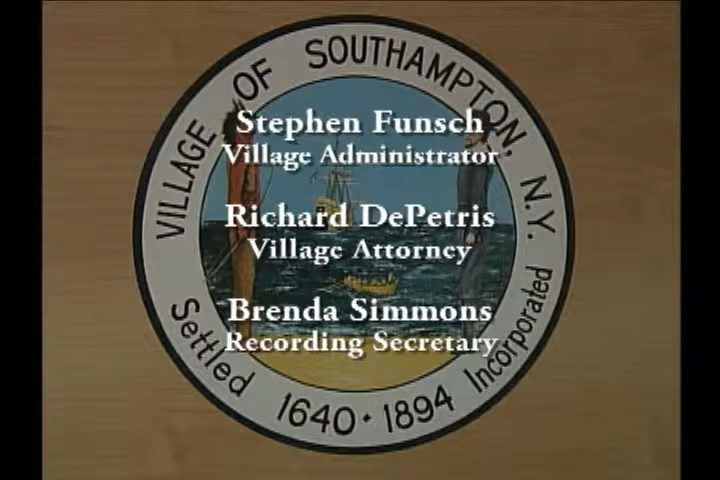 VILLAGE OF SOUTHAMPTON, N.Y.
Stephen Funsch
Village Administrator
Richard DePetris
Village Attorney
Brenda Simmons
Recording Secretary
Settled 1640 · 1894 Incorporated